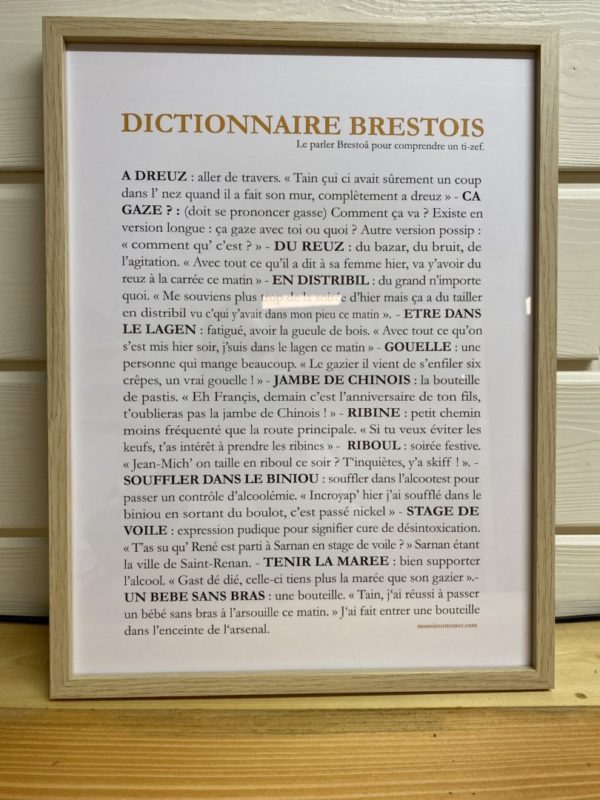 DICTIONNAIRE BRESTOIS
Le parler Brestoâ pour comprendre un ti-zef.
A DREUZ : aller de travers. « Tain çui ci avait sûrement un coup
dans l' nez quand il a fait son mur, complètement a dreuz » - CA
GAZE ? : (doit se prononcer gasse) Comment ça va ? Existe en
version longue : ça gaze avec toi ou quoi ? Autre version possip :
« comment qu' c'est ? » - DU REUZ : du bazar, du bruit, de
l'agitation. « Avec tout ce qu'il a dit à sa femme hier, va y'avoir du
reuz à la carrée ce matin » - EN DISTRIBIL : du grand n'importe
quoi. « Me souviens plus trop de la soirée d'hier mais ça a du tailler
en distribil vu c'qui y'avait dans mon pieu ce matin ». - ETRE DANS
LE LAGEN : fatigué, avoir la gueule de bois. « Avec tout ce qu'on
s'est mis hier soir, j'suis dans le lagen ce matin » - GOUELLE : une
personne qui mange beaucoup. « Le gazier il vient de s'enfiler six
crêpes, un vrai gouelle ! » - JAMBE DE CHINOIS : la bouteille
de pastis. « Eh Françis, demain c'est l'anniversaire de ton fils,
t'oublieras pas la jambe de Chinois ! » - RIBINE : petit chemin
moins fréquenté que la route principale. « Si tu veux éviter les
keufs, t'as intérêt à prendre les ribines » - RIBOUL : soirée festive.
« Jean-Mich' on taille en riboul ce soir ? T'inquiètes, y'a skiff ! ». -
SOUFFLER DANS LE BINIOU : souffler dans l'alcootest pour
passer un contrôle d'alcoolémie. « Incroyap' hier j'ai soufflé dans le
biniou en sortant du boulot, c'est passé nickel » - STAGE DE
VOILE : expression pudique pour signifier cure de désintoxication.
« T'as su qu' René est parti à Sarnan en stage de voile ? » Sarnan étant
la ville de Saint-Renan. - TENIR LA MAREE : bien supporter
l'alcool. « Gast dé dié, celle-ci tiens plus la marée que son gazier ».-
UN BEBE SANS BRAS : une bouteille. « Tain, j'ai réussi à passer
un bébé sans bras à l'arsouille ce matin. » J'ai fait entrer une bouteille
dans l'enceinte de l'arsenal.
monsieurmomot.com